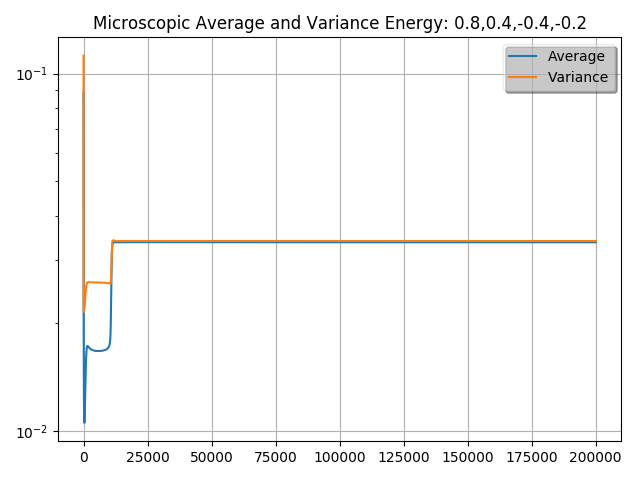 Microscopic Average and Variance Energy: 0.8,0.4,-0.4,-0.2
Average
Variance
10⁻¹
10⁻²
0 25000 50000 75000 100000 125000 150000 175000 200000